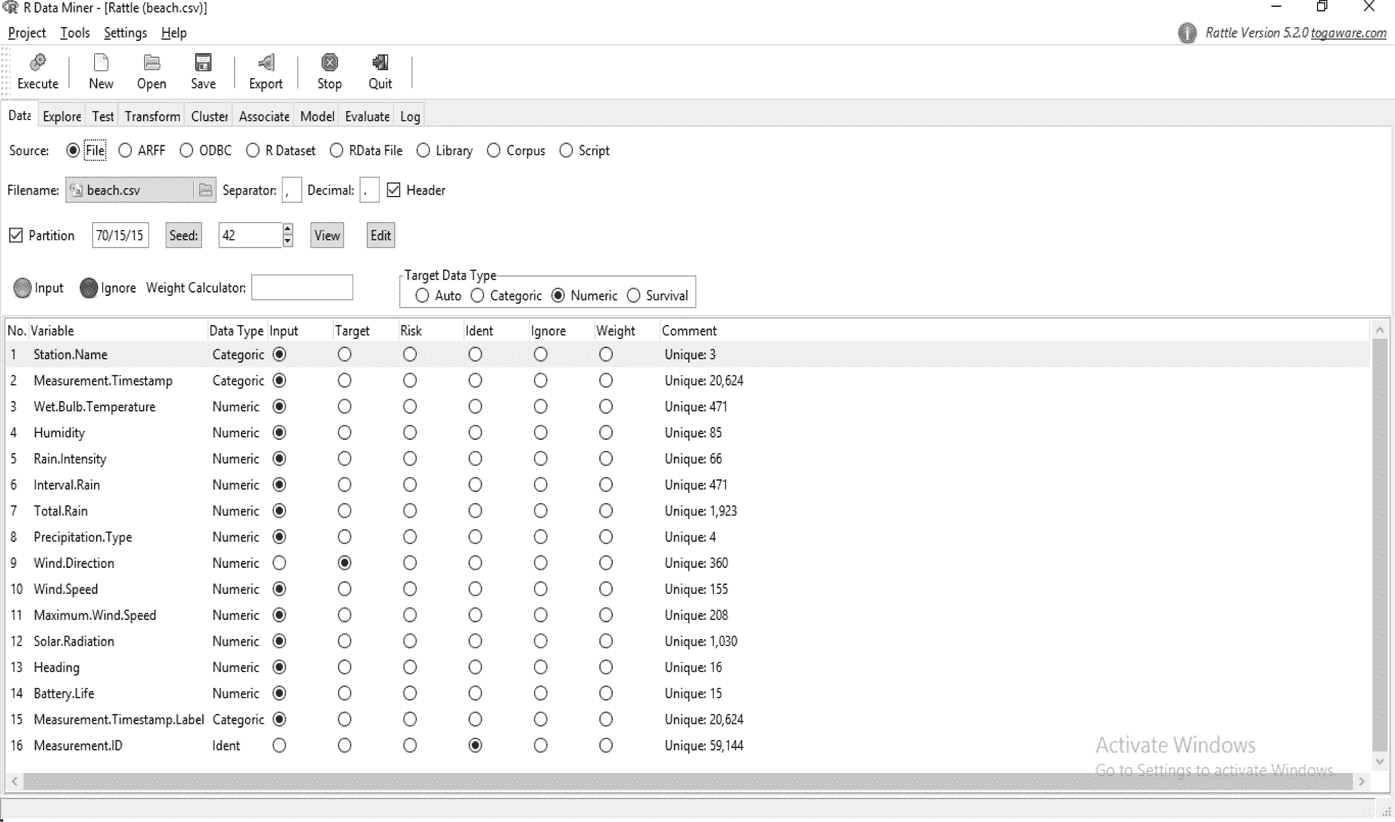 R Data Miner - [Rattle (beach.csv)]
Project Tools Settings Help
Rattle Version 5.2.0 togaware.com
Execute New Open Save Export Stop Quit
Data Explore Test Transform Cluster Associate Model Evaluate Log
Source: File ARFF ODBC R Dataset RData File Library Corpus Script
Filename: beach.csv Separator: , Decimal: . Header
Partition 70/15/15 Seed: 42 View Edit
Target Data Type
Input Ignore Weight Calculator: Auto Categoric Numeric Survival
No. Variable Data Type Input Target Risk Ident Ignore Weight Comment
1 Station.Name Categoric Unique: 3
2 Measurement.Timestamp Categoric Unique: 20,624
3 Wet.Bulb.Temperature Numeric Unique: 471
4 Humidity Numeric Unique: 85
5 Rain.Intensity Numeric Unique: 66
6 Interval.Rain Numeric Unique: 471
7 Total.Rain Numeric Unique: 1,923
8 Precipitation.Type Numeric Unique: 4
9 Wind.Direction Numeric Unique: 360
10 Wind.Speed Numeric Unique: 155
11 Maximum.Wind.Speed Numeric Unique: 208
12 Solar.Radiation Numeric Unique: 1,030
13 Heading Numeric Unique: 16
14 Battery.Life Numeric Unique: 15
15 Measurement.Timestamp.Label Categoric Unique: 20,624
16 Measurement.ID Ident Unique: 59,144
Activate Windows
Go to Settings to activate Windows.